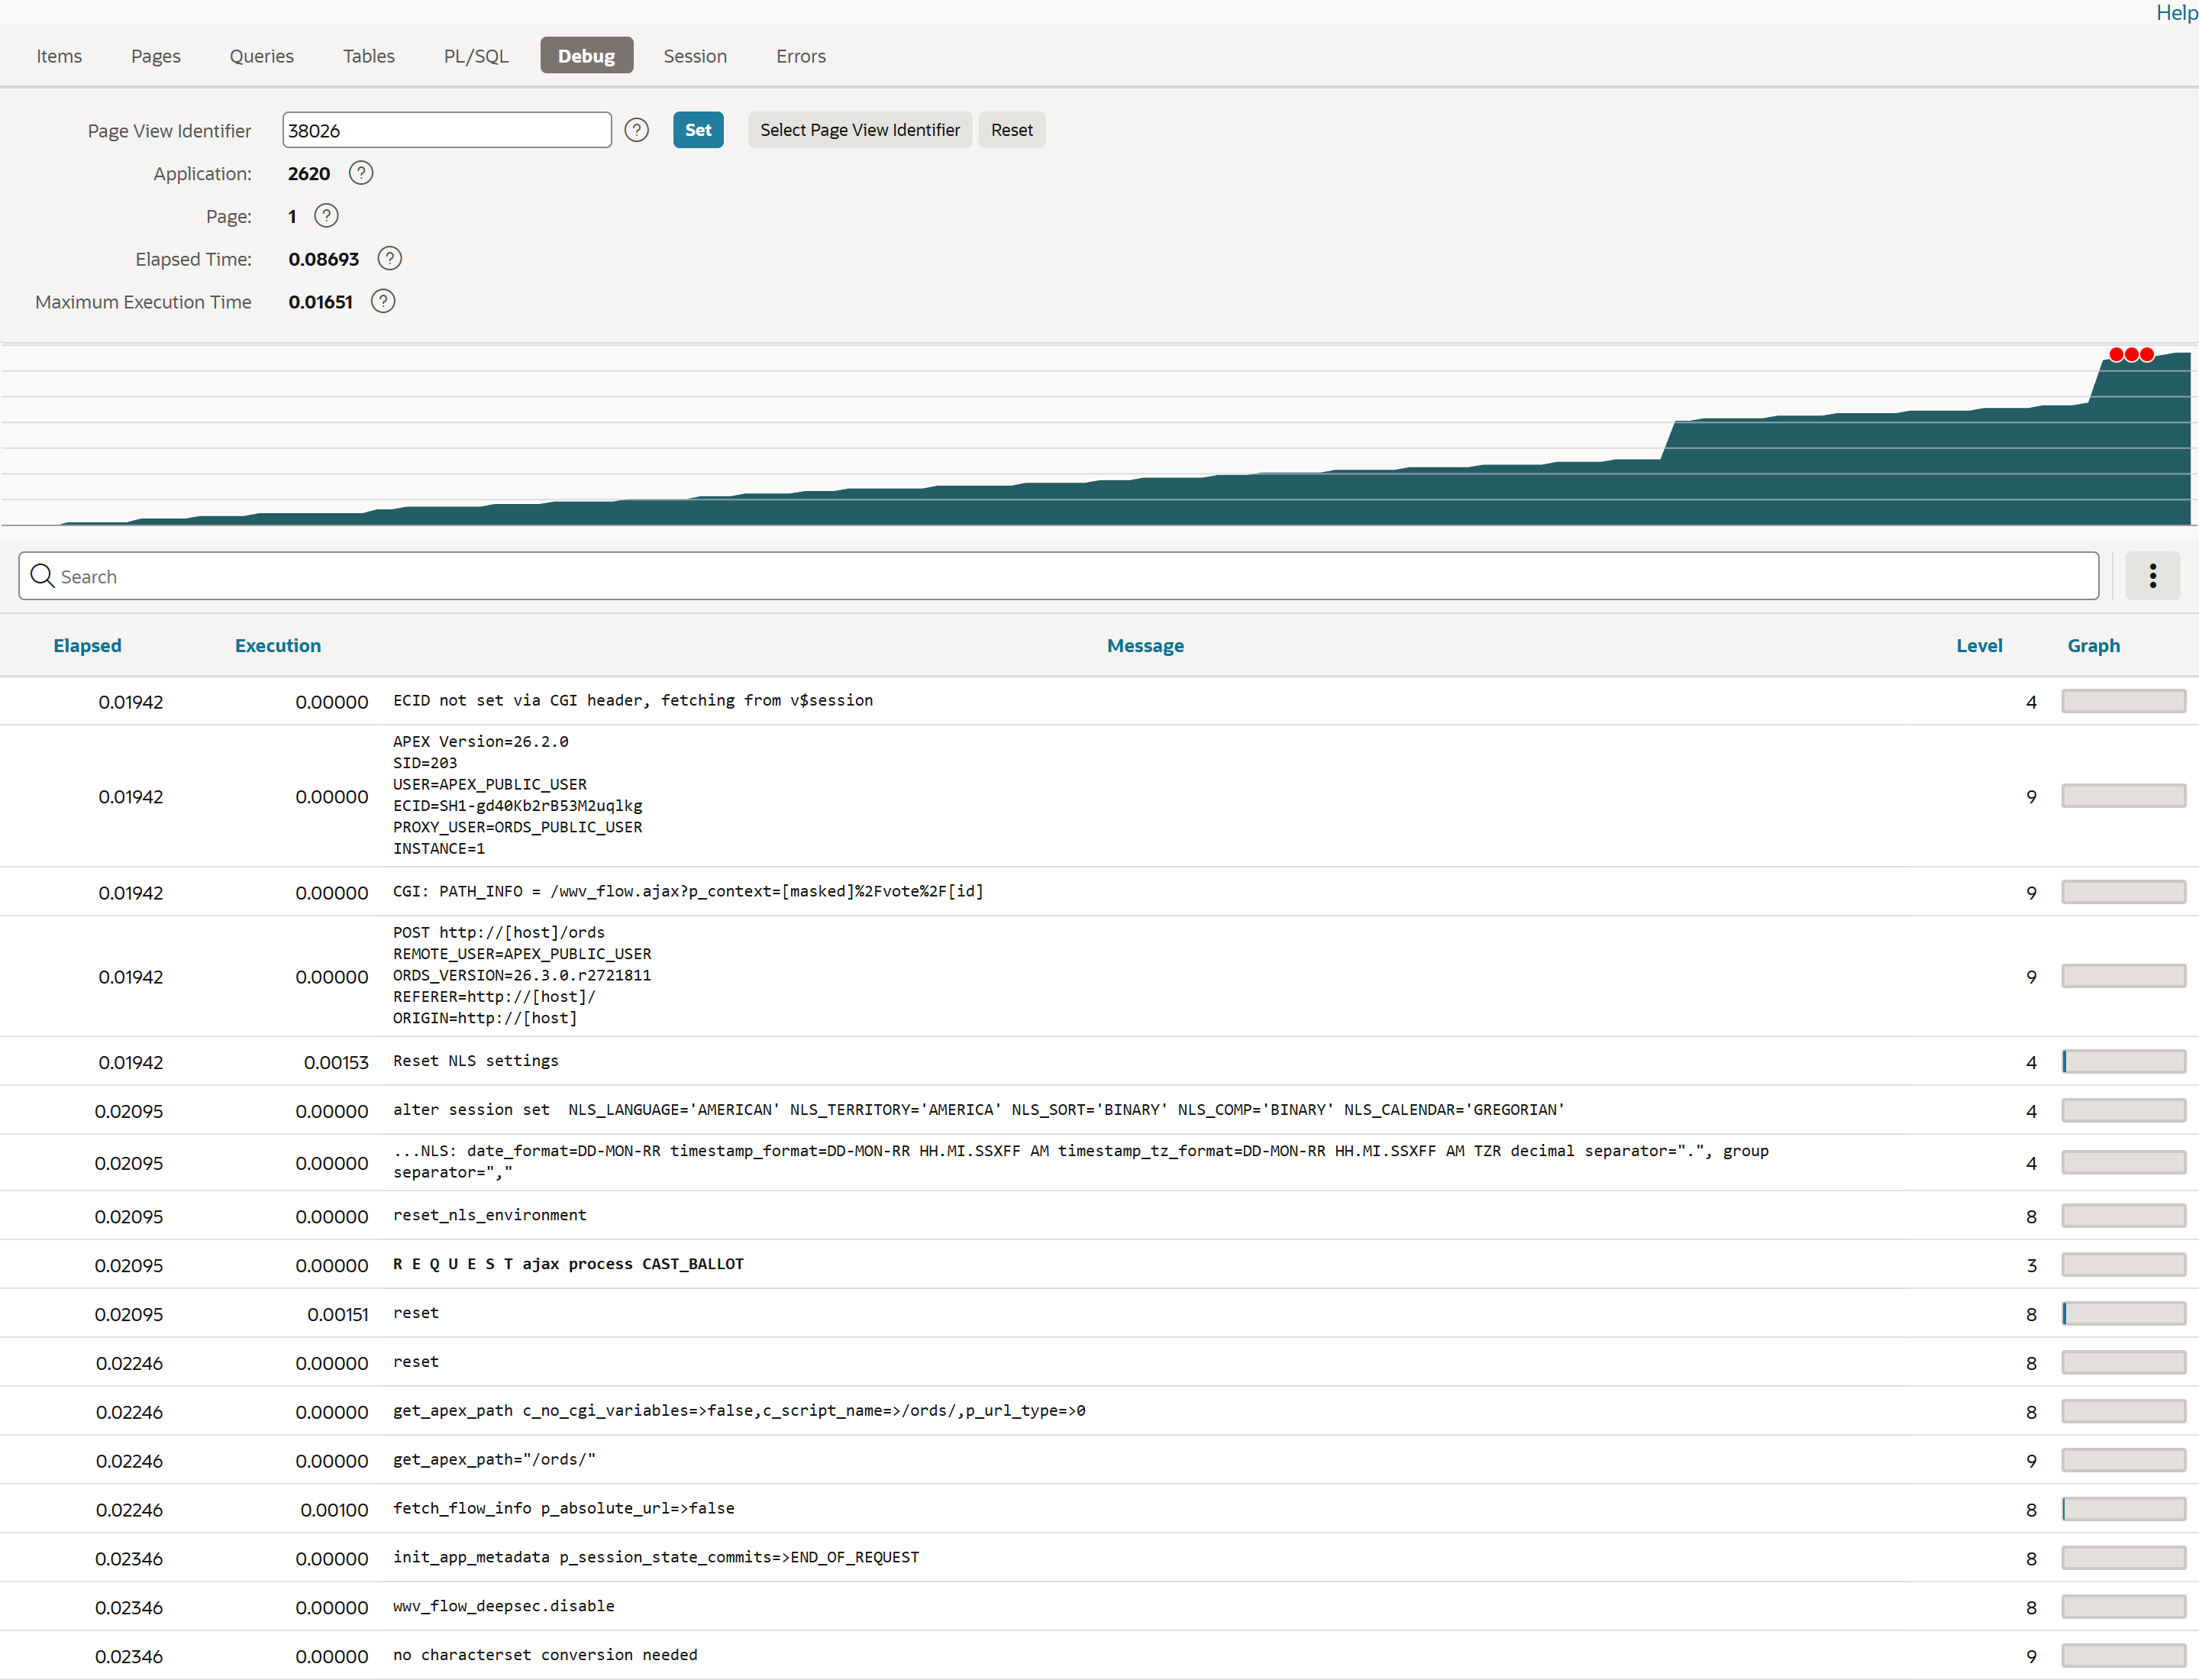 Help
Items Pages Queries Tables PL/SQL Debug Session Errors
Page View Identifier 38026 ? Set Select Page View Identifier Reset
Application: 2620 ?
Page: 1 ?
Elapsed Time: 0.08693 ?
Maximum Execution Time 0.01651 ?
Search
Elapsed Execution Message Level Graph
0.01942 0.00000 ECID not set via CGI header, fetching from v$session 4
0.01942 0.00000 APEX Version=26.2.0
SID=203
USER=APEX_PUBLIC_USER
ECID=SH1-gd40Kb2rB53M2uqlkg
PROXY_USER=ORDS_PUBLIC_USER
INSTANCE=1
9
0.01942 0.00000 CGI: PATH_INFO = /wwv_flow.ajax?p_context=[masked]%2Fvote%2F[id] 9
0.01942 0.00000 POST http://[host]/ords
REMOTE_USER=APEX_PUBLIC_USER
ORDS_VERSION=26.3.0.r2721811
REFERER=http://[host]/
ORIGIN=http://[host]
9
0.01942 0.00153 Reset NLS settings 4
0.02095 0.00000 alter session set  NLS_LANGUAGE='AMERICAN' NLS_TERRITORY='AMERICA' NLS_SORT='BINARY' NLS_COMP='BINARY' NLS_CALENDAR='GREGORIAN' 4
0.02095 0.00000 ...NLS: date_format=DD-MON-RR timestamp_format=DD-MON-RR HH.MI.SSXFF AM timestamp_tz_format=DD-MON-RR HH.MI.SSXFF AM TZR decimal separator=".", group
separator=","
4
0.02095 0.00000 reset_nls_environment 8
0.02095 0.00000 R E Q U E S T ajax process CAST_BALLOT 3
0.02095 0.00151 reset 8
0.02246 0.00000 reset 8
0.02246 0.00000 get_apex_path c_no_cgi_variables=>false,c_script_name=>/ords/,p_url_type=>0 8
0.02246 0.00000 get_apex_path="/ords/" 9
0.02246 0.00100 fetch_flow_info p_absolute_url=>false 8
0.02346 0.00000 init_app_metadata p_session_state_commits=>END_OF_REQUEST 8
0.02346 0.00000 wwv_flow_deepsec.disable 8
0.02346 0.00000 no characterset conversion needed 9